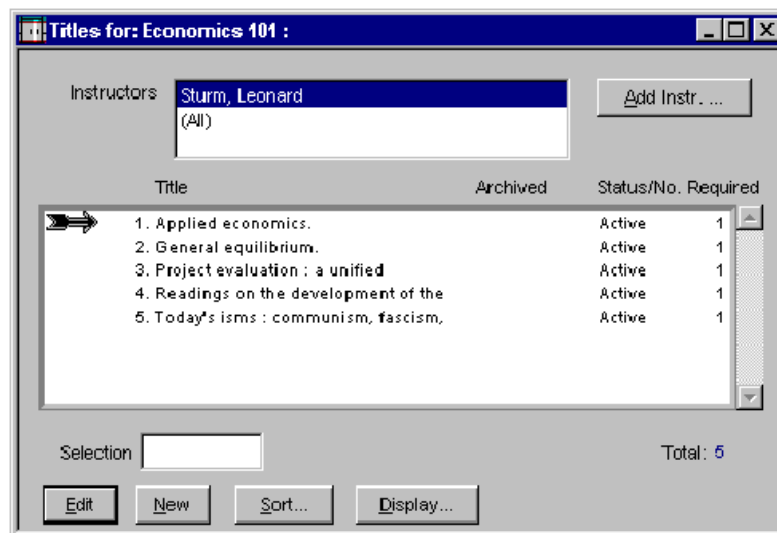 Titles for: Economics 101 :
Instructors
Sturm, Leonard
(All)
Add Instr. ...
Title Archived Status/No. Required
1. Applied economics. Active 1
2. General equilibrium. Active 1
3. Project evaluation : a unified Active 1
4. Readings on the development of the Active 1
5. Today's isms : communism, fascism, Active 1
Selection Total: 5
Edit New Sort... Display...